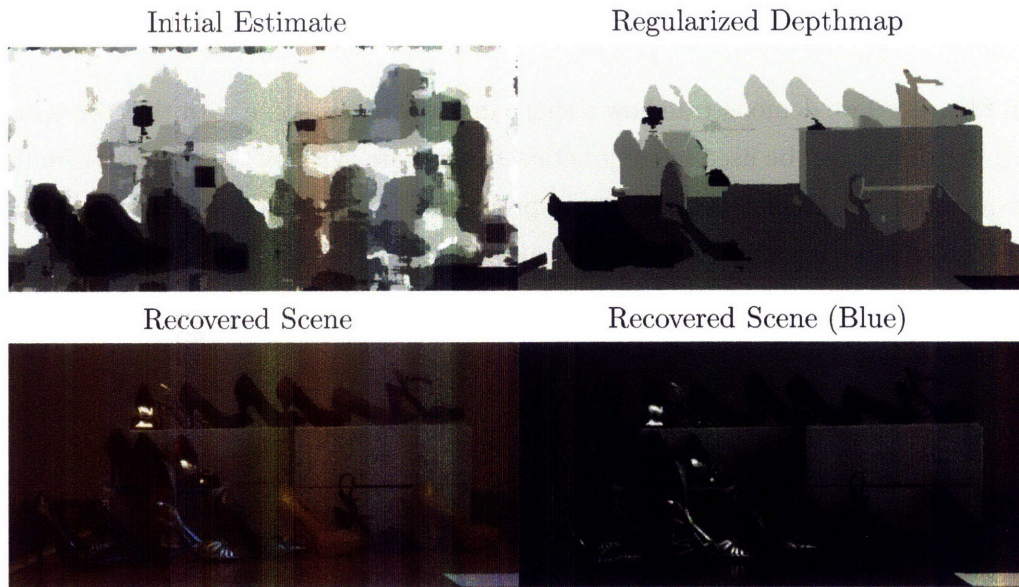 Initial Estimate
Regularized Depthmap
Recovered Scene
Recovered Scene (Blue)